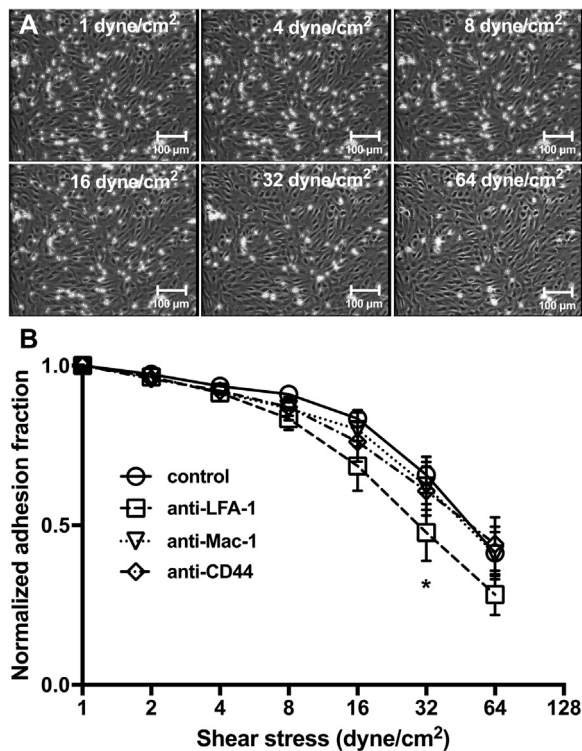 A
1 dyne/cm²
4 dyne/cm²
8 dyne/cm²
100 µm
100 µm
100 µm
16 dyne/cm²
32 dyne/cm²
64 dyne/cm²
100 µm
100 µm
100 µm
B
Normalized adhesion fraction
1.0
0.5
0.0
control
anti-LFA-1
anti-Mac-1
anti-CD44
*
1 2 4 8 16 32 64 128
Shear stress (dyne/cm²)